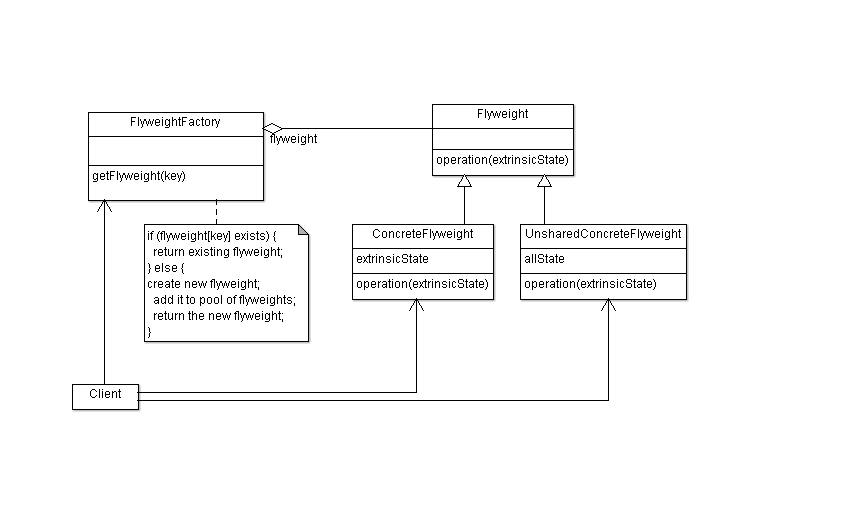 FlyweightFactory
getFlyweight(key)
flyweight
Flyweight
operation(extrinsicState)
if (flyweight[key] exists) {
return existing flyweight;
} else {
create new flyweight;
add it to pool of flyweights;
return the new flyweight;
}
ConcreteFlyweight
extrinsicState
operation(extrinsicState)
UnsharedConcreteFlyweight
allState
operation(extrinsicState)
Client